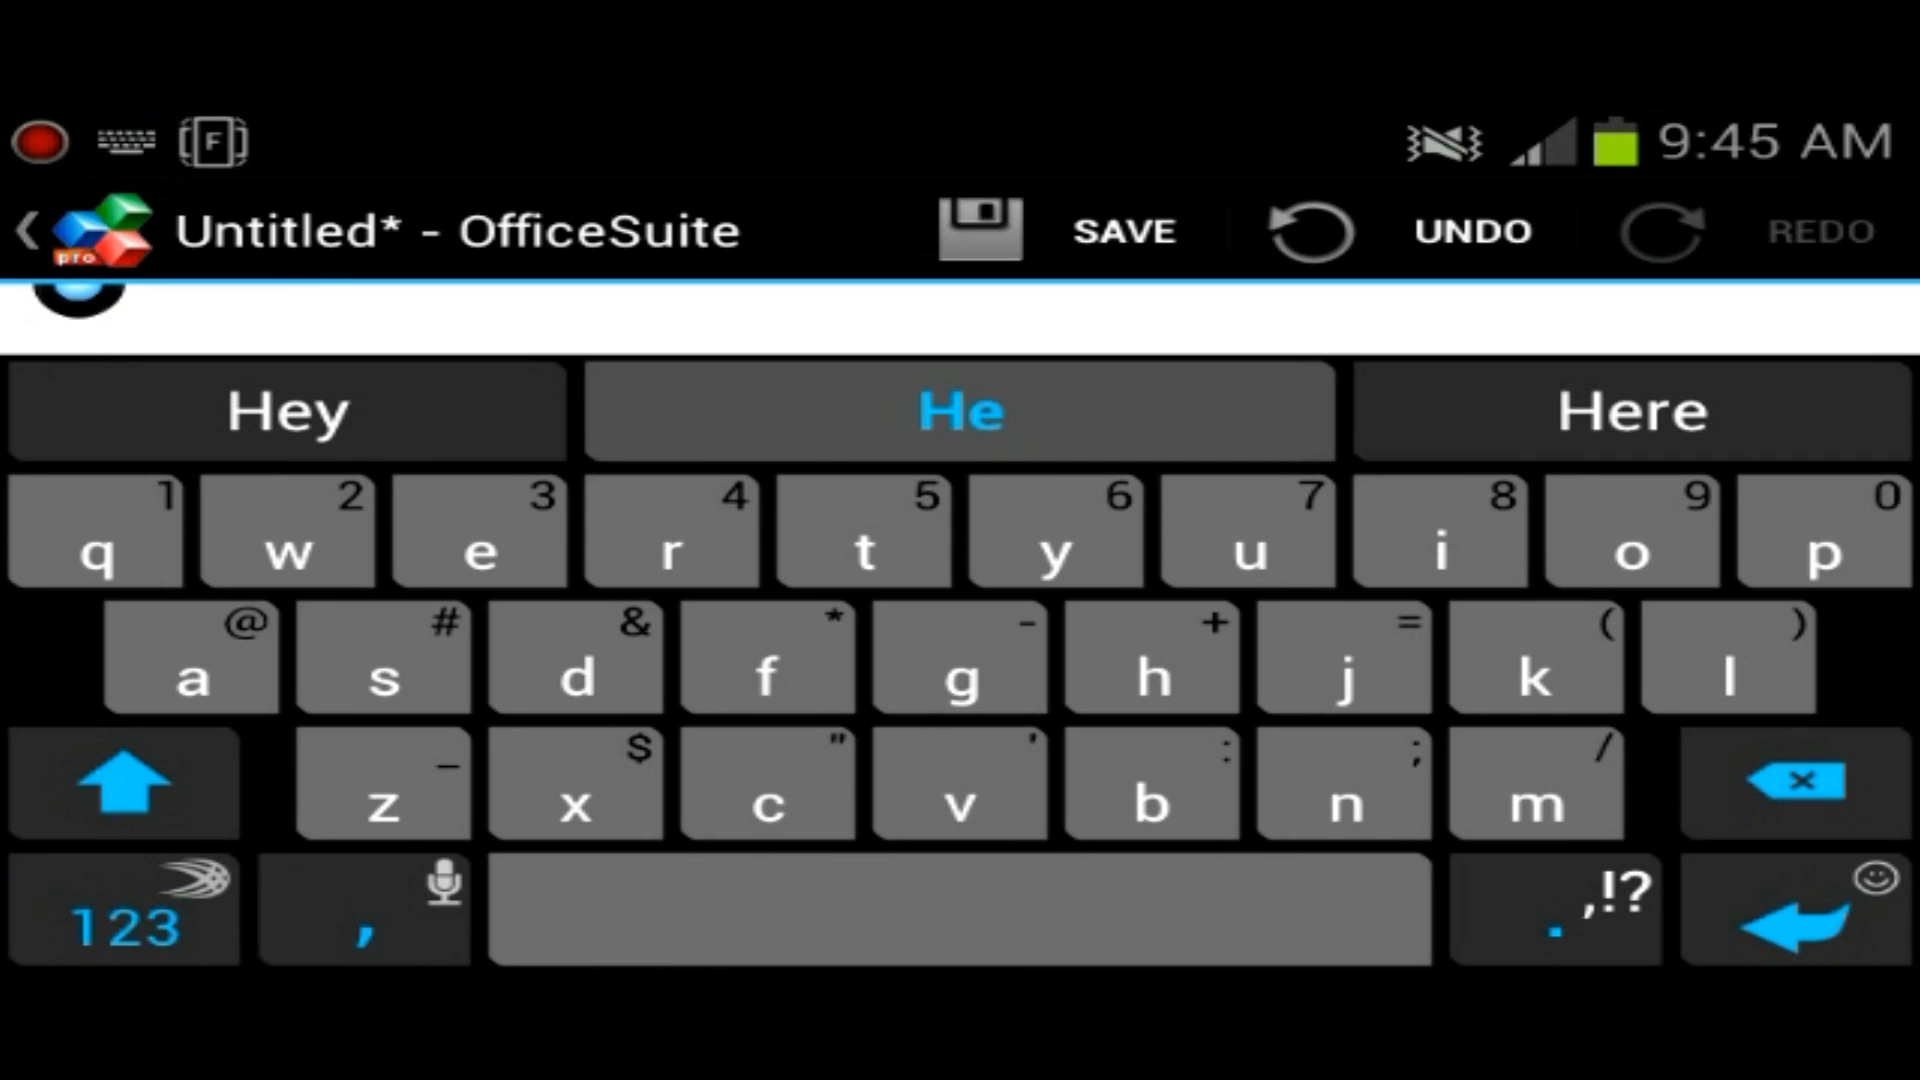 F 9:45 AM
pro Untitled* - OfficeSuite SAVE UNDO REDO
Hey He Here
1 2 3 4 5 6 7 8 9 0
q w e r t y u i o p
@ # & * - + = ( )
a s d f g h j k l
_ $ " ' : ; /
z x c v b n m
123 , . ,!?